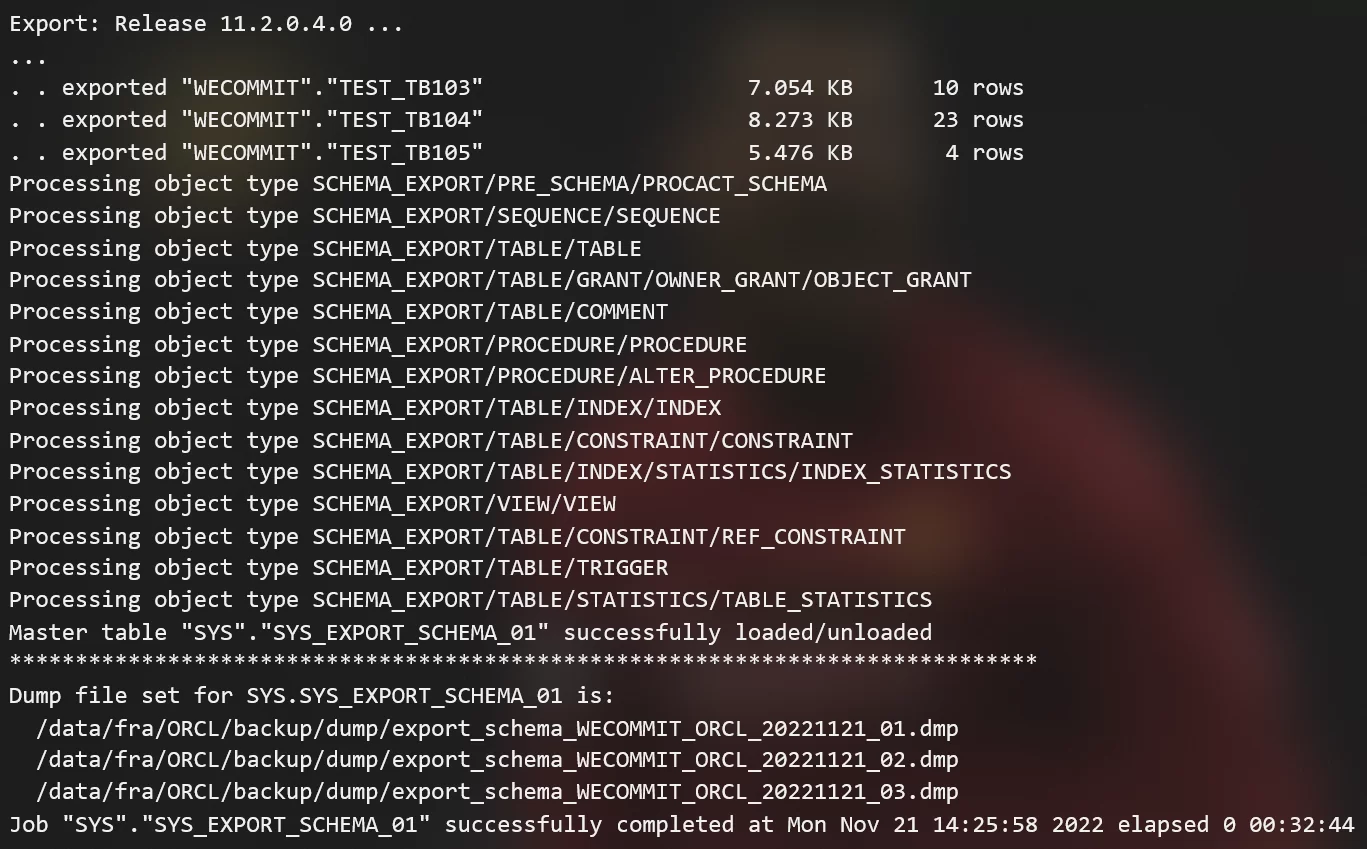 Export: Release 11.2.0.4.0 ...
...
. . exported "WECOMMIT"."TEST_TB103" 7.054 KB 10 rows
. . exported "WECOMMIT"."TEST_TB104" 8.273 KB 23 rows
. . exported "WECOMMIT"."TEST_TB105" 5.476 KB 4 rows
Processing object type SCHEMA_EXPORT/PRE_SCHEMA/PROCACT_SCHEMA
Processing object type SCHEMA_EXPORT/SEQUENCE/SEQUENCE
Processing object type SCHEMA_EXPORT/TABLE/TABLE
Processing object type SCHEMA_EXPORT/TABLE/GRANT/OWNER_GRANT/OBJECT_GRANT
Processing object type SCHEMA_EXPORT/TABLE/COMMENT
Processing object type SCHEMA_EXPORT/PROCEDURE/PROCEDURE
Processing object type SCHEMA_EXPORT/PROCEDURE/ALTER_PROCEDURE
Processing object type SCHEMA_EXPORT/TABLE/INDEX/INDEX
Processing object type SCHEMA_EXPORT/TABLE/CONSTRAINT/CONSTRAINT
Processing object type SCHEMA_EXPORT/TABLE/INDEX/STATISTICS/INDEX_STATISTICS
Processing object type SCHEMA_EXPORT/VIEW/VIEW
Processing object type SCHEMA_EXPORT/TABLE/CONSTRAINT/REF_CONSTRAINT
Processing object type SCHEMA_EXPORT/TABLE/TRIGGER
Processing object type SCHEMA_EXPORT/TABLE/STATISTICS/TABLE_STATISTICS
Master table "SYS"."SYS_EXPORT_SCHEMA_01" successfully loaded/unloaded
******************************************************************************
Dump file set for SYS.SYS_EXPORT_SCHEMA_01 is:
  /data/fra/ORCL/backup/dump/export_schema_WECOMMIT_ORCL_20221121_01.dmp
  /data/fra/ORCL/backup/dump/export_schema_WECOMMIT_ORCL_20221121_02.dmp
  /data/fra/ORCL/backup/dump/export_schema_WECOMMIT_ORCL_20221121_03.dmp
Job "SYS"."SYS_EXPORT_SCHEMA_01" successfully completed at Mon Nov 21 14:25:58 2022 elapsed 0 00:32:44